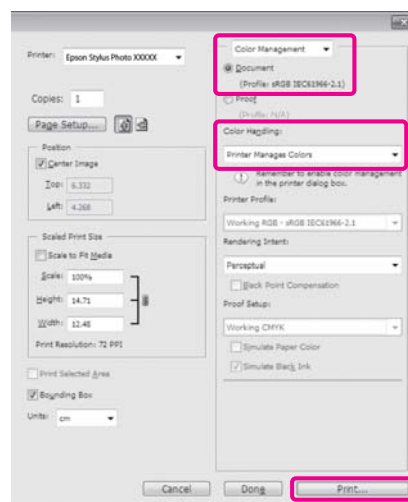 Printer: Epson Stylus Photo XXXXX
Copies: 1
Page Setup...
Position
Center Image
Top: 6.332
Left: 4.268
Scaled Print Size
Scale to Fit Media
Scale: 100%
Height: 14.71
Width: 12.48
Print Resolution: 72 PPI
Print Selected Area
Bounding Box
Units: cm
Color Management
Document
(Profile: sRGB IEC61966-2.1)
Proof
(Profile: N/A)
Color Handling:
Printer Manages Colors
Remember to enable color management
in the printer dialog box.
Printer Profile:
Working RGB - sRGB IEC61966-2.1
Rendering Intent:
Perceptual
Black Point Compensation
Proof Setup:
Working CMYK
Simulate Paper Color
Simulate Black Ink
Cancel
Done
Print...